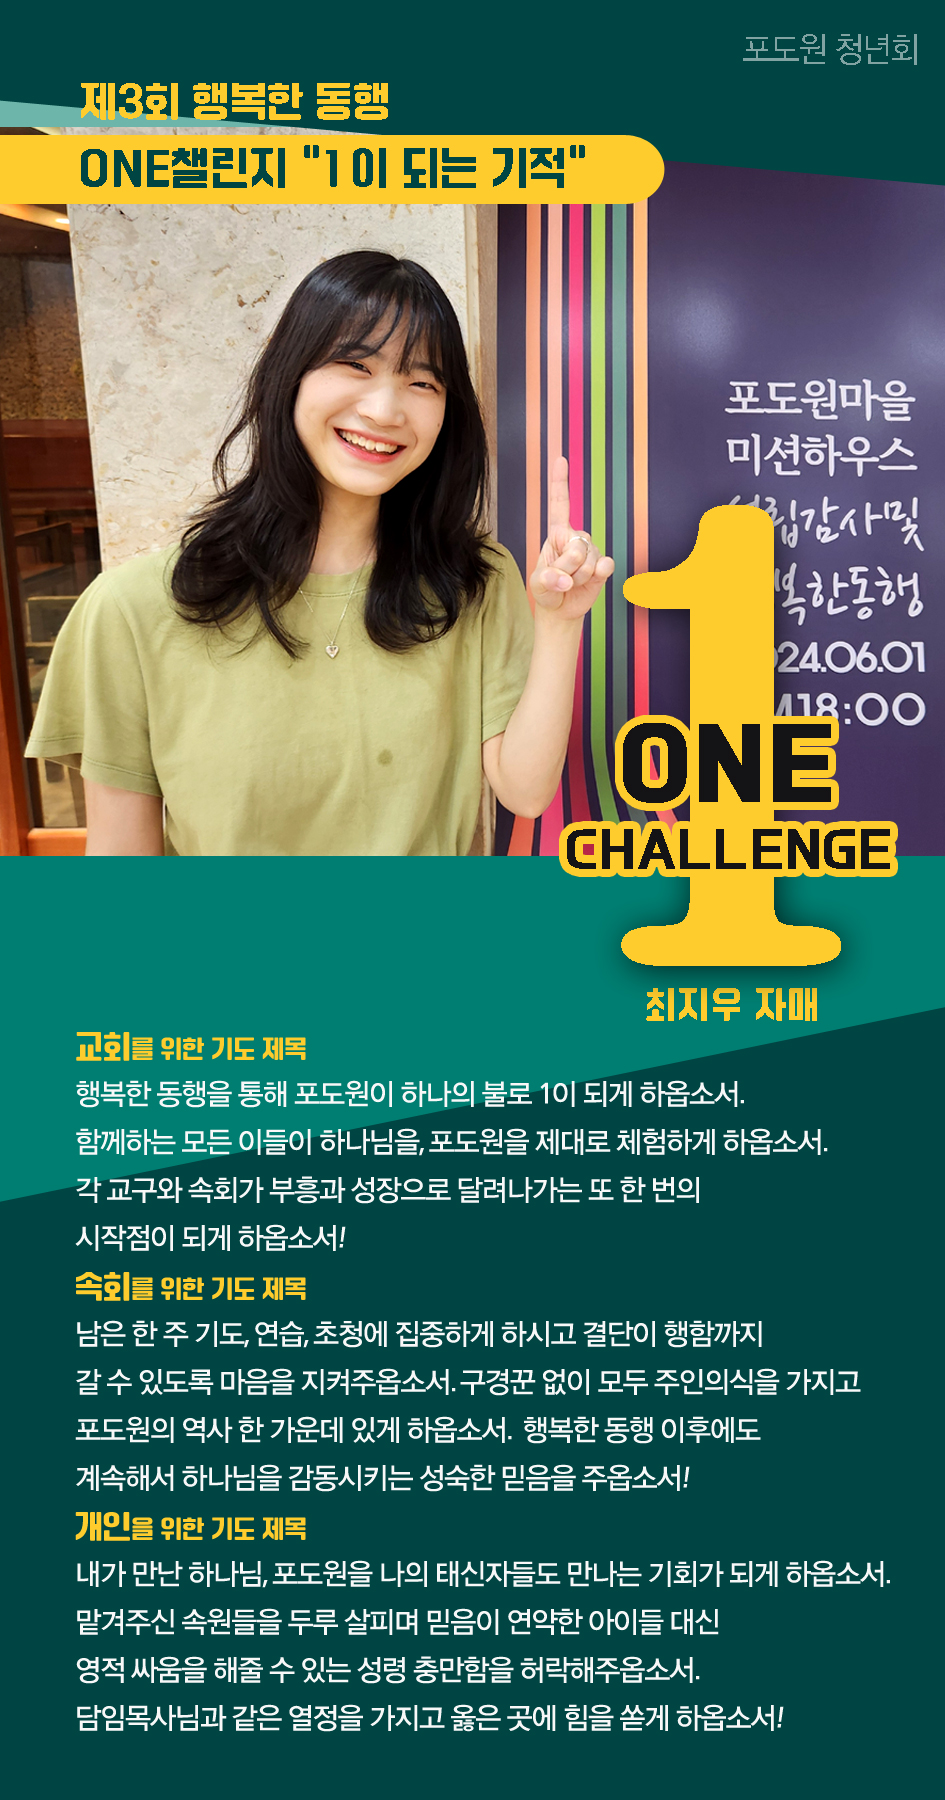 포도원 청년회
제3회 행복한 동행
ONE챌린지 "1이 되는 기적"
포도원마을
미션하우스
립감사및
복한동행
24.06.01
18:00
1
ONE
CHALLENGE
최지우 자매
교회를 위한 기도 제목
행복한 동행을 통해 포도원이 하나의 불로 1이 되게 하옵소서.
함께하는 모든 이들이 하나님을, 포도원을 제대로 체험하게 하옵소서.
각 교구와 속회가 부흥과 성장으로 달려나가는 또 한 번의
시작점이 되게 하옵소서!
속회를 위한 기도 제목
남은 한 주 기도, 연습, 초청에 집중하게 하시고 결단이 행함까지
갈 수 있도록 마음을 지켜주옵소서. 구경꾼 없이 모두 주인의식을 가지고
포도원의 역사 한 가운데 있게 하옵소서. 행복한 동행 이후에도
계속해서 하나님을 감동시키는 성숙한 믿음을 주옵소서!
개인을 위한 기도 제목
내가 만난 하나님, 포도원을 나의 태신자들도 만나는 기회가 되게 하옵소서.
맡겨주신 속원들을 두루 살피며 믿음이 연약한 아이들 대신
영적 싸움을 해줄 수 있는 성령 충만함을 허락해주옵소서.
담임목사님과 같은 열정을 가지고 옳은 곳에 힘을 쏟게 하옵소서!